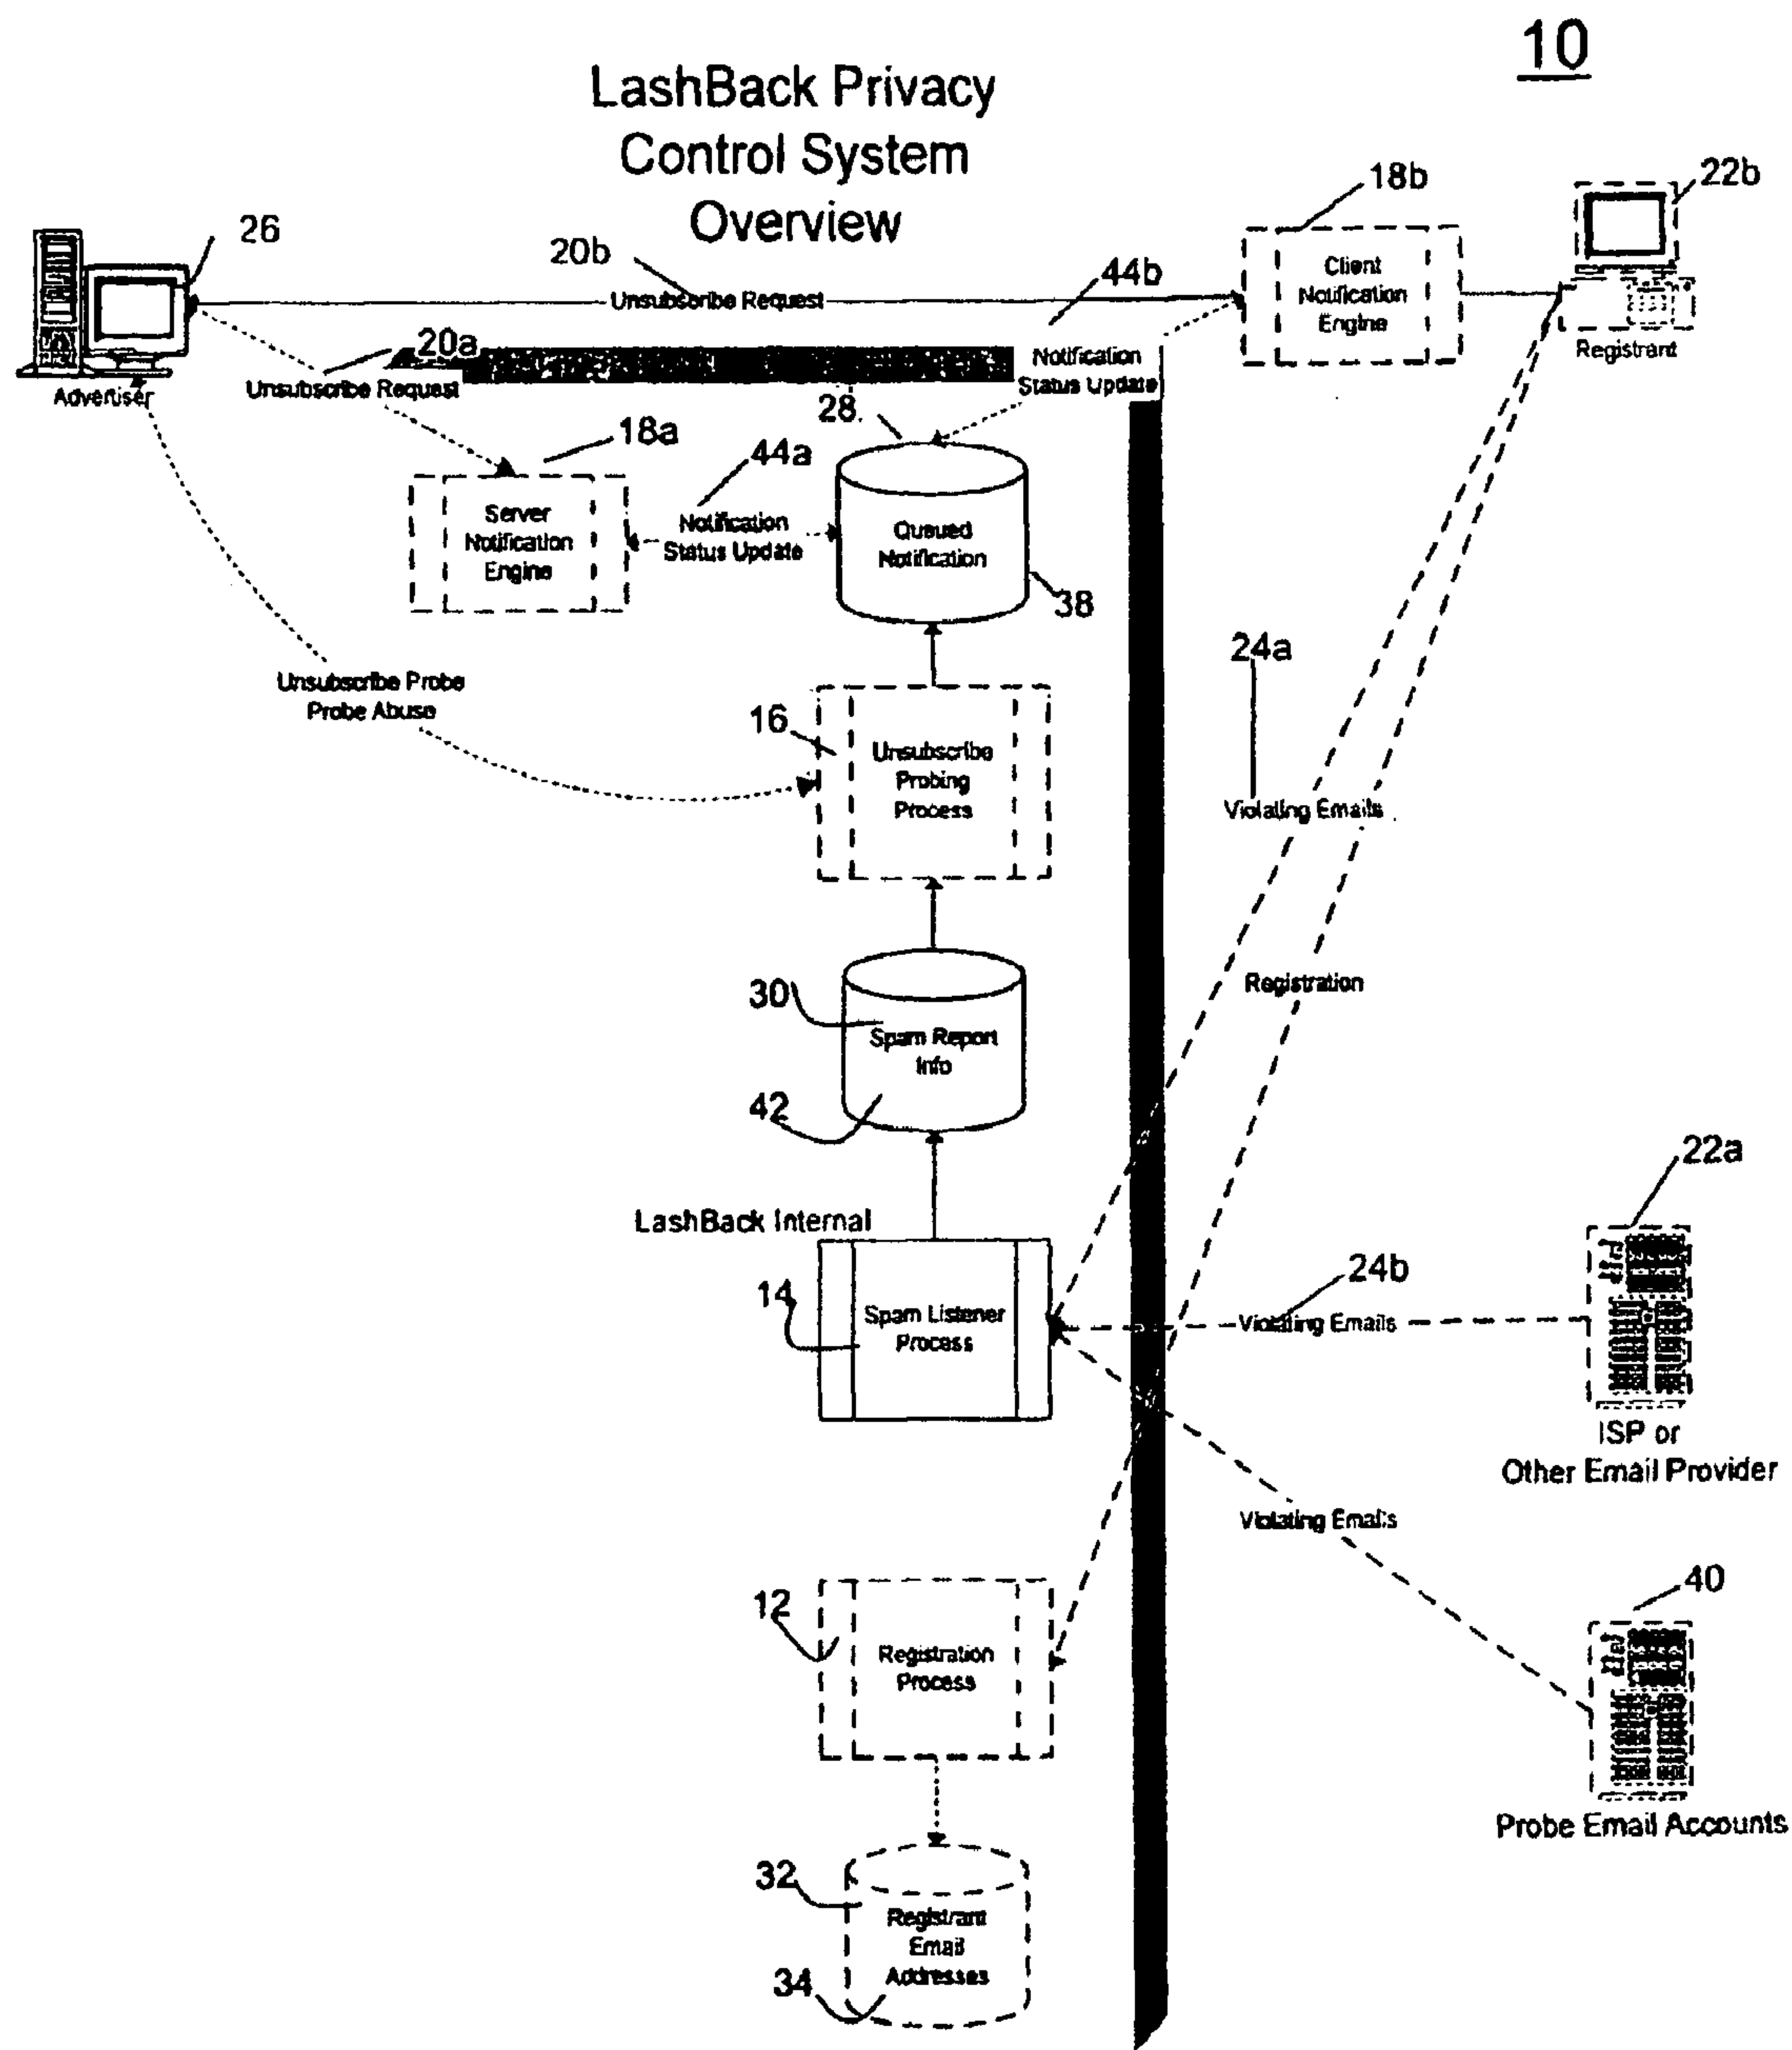 10
LashBack Privacy
Control System
Overview
26
20b
Unsubscribe Request
44b
18b
Client
Notification
Engine
22b
Registrant
Advertiser
20a
Unsubscribe Request
Notification
Status Update
28
18a
Server
Notification
Engine
44a
Notification
Status Update
Queued
Notification
38
Unsubscribe Probe
Probe Abuse
16
Unsubscribe
Probing
Process
24a
Violating Emails
Registration
30
Spam Report
Info
42
LashBack Internal
14
Spam Listener
Process
24b
Violating Emails
22a
ISP or
Other Email Provider
Violating Emails
12
Registration
Process
40
Probe Email Accounts
32
Registrant
Email
Addresses
34